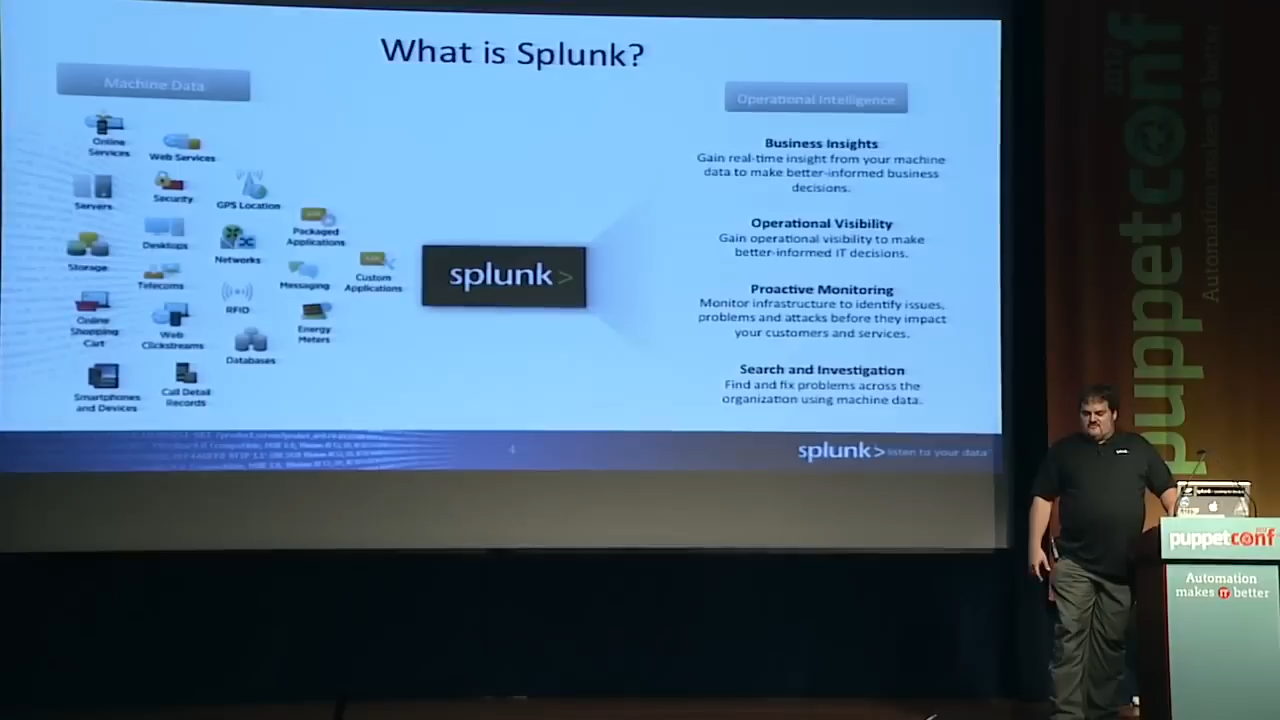 What is Splunk?
Machine Data
Online
Services
Web Services
Servers
Security
GPS Location
Storage
Desktops
Networks
Packaged
Applications
Telecoms
Messaging
Custom
Applications
Online
Shopping
Cart
Web
Clickstreams
RFID
Energy
Meters
Databases
Smartphones
and Devices
Call Detail
Records
splunk>
Operational Intelligence
Business Insights
Gain real-time insight from your machine
data to make better-informed business
decisions.
Operational Visibility
Gain operational visibility to make
better-informed IT decisions.
Proactive Monitoring
Monitor infrastructure to identify issues,
problems and attacks before they impact
your customers and services.
Search and Investigation
Find and fix problems across the
organization using machine data.
4
splunk> listen to your data
puppetconf
Automation makes IT better
puppetconf
Automation
makes IT better